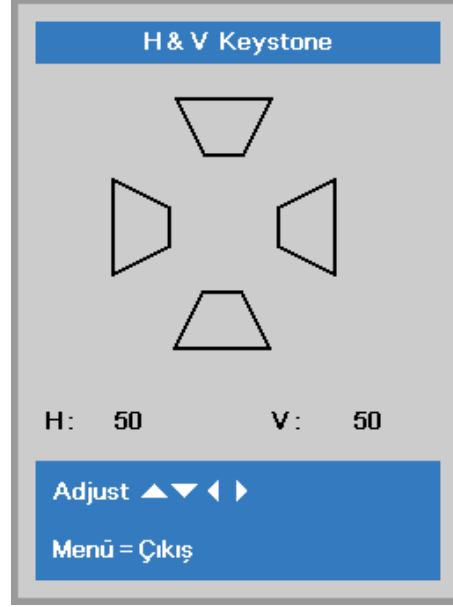 H & V Keystone
H: 50 V: 50
Adjust ▲▼◀▶
Menü = Çıkış